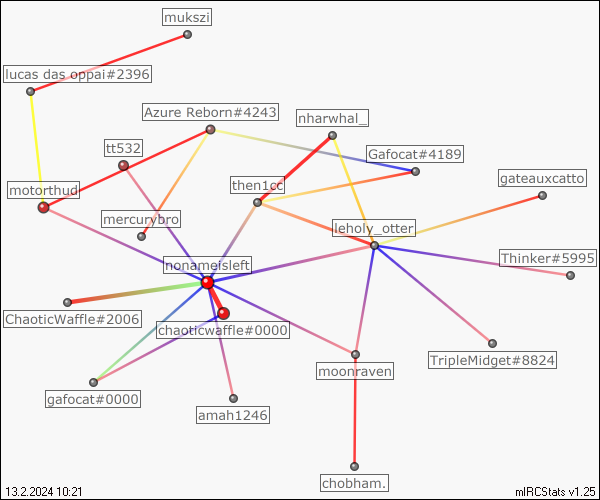 mukszi
lucas das oppai#2396
Azure Reborn#4243
nharwhal_
tt532
Gafocat#4189
gateauxcatto
then1cc
motorthud
mercurybro
leholy_otter
Thinker#5995
nonameisleft
ChaoticWaffle#2006
chaoticwaffle#0000
TripleMidget#8824
moonraven
gafocat#0000
amah1246
chobham.
13.2.2024 10:21
mIRCStats v1.25